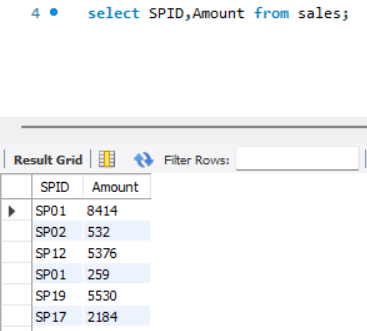 4 select SPID,Amount from sales;
Result Grid Filter Rows:
SPID Amount
SP01 8414
SP02 532
SP12 5376
SP01 259
SP19 5530
SP17 2184